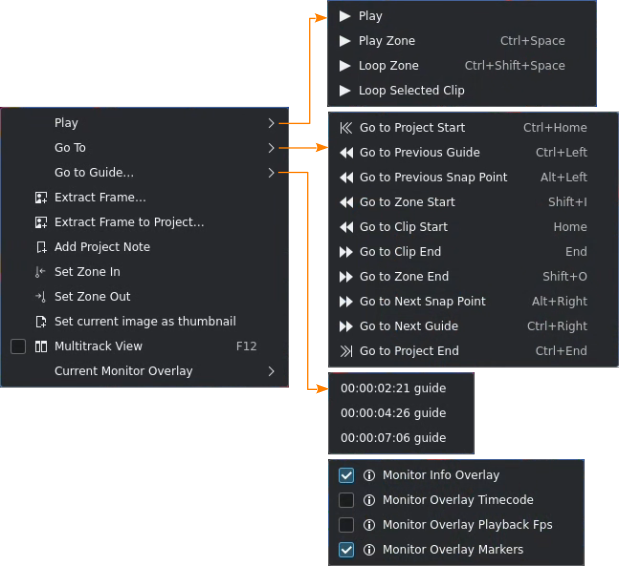 Play
Go To
Go to Guide...
Extract Frame...
Extract Frame to Project...
Add Project Note
Set Zone In
Set Zone Out
Set current image as thumbnail
Multitrack View F12
Current Monitor Overlay
Play
Play Zone Ctrl+Space
Loop Zone Ctrl+Shift+Space
Loop Selected Clip
Go to Project Start Ctrl+Home
Go to Previous Guide Ctrl+Left
Go to Previous Snap Point Alt+Left
Go to Zone Start Shift+I
Go to Clip Start Home
Go to Clip End End
Go to Zone End Shift+O
Go to Next Snap Point Alt+Right
Go to Next Guide Ctrl+Right
Go to Project End Ctrl+End
00:00:02:21 guide
00:00:04:26 guide
00:00:07:06 guide
Monitor Info Overlay
Monitor Overlay Timecode
Monitor Overlay Playback Fps
Monitor Overlay Markers